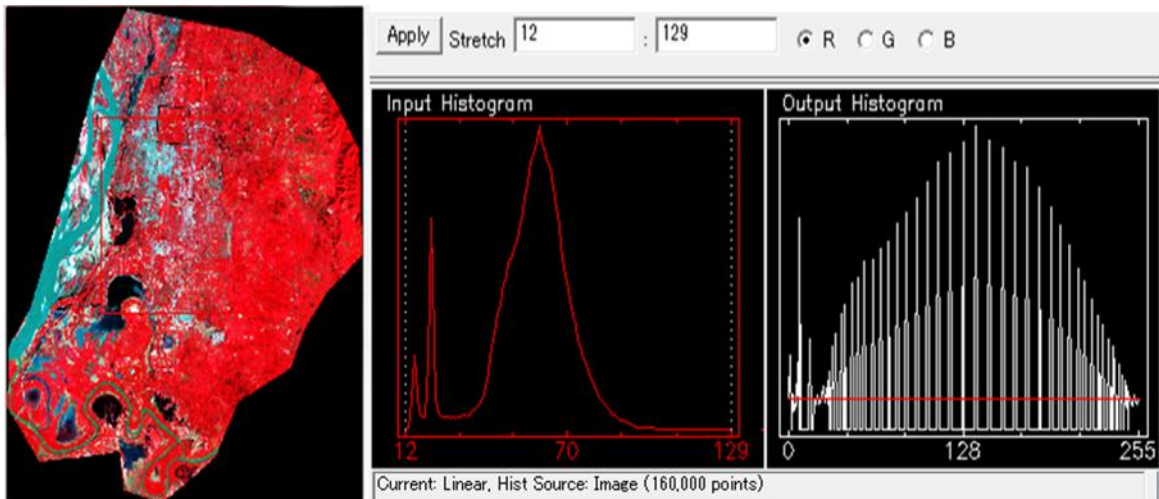 Apply Stretch 12 : 129 R G B
Input Histogram
12 70 129
Output Histogram
0 128 255
Current: Linear, Hist Source: Image (160,000 points)